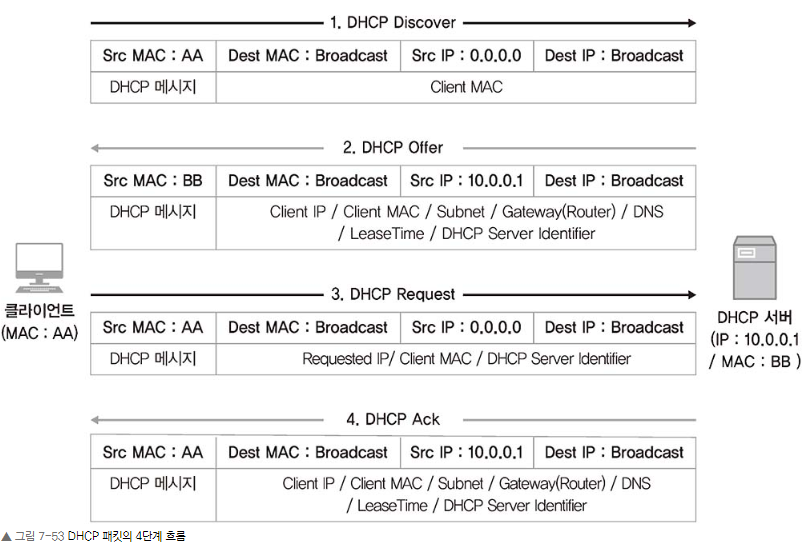 1. DHCP Discover
Src MAC : AA Dest MAC : Broadcast Src IP : 0.0.0.0 Dest IP : Broadcast
DHCP 메시지 Client MAC
2. DHCP Offer
Src MAC : BB Dest MAC : Broadcast Src IP : 10.0.0.1 Dest IP : Broadcast
DHCP 메시지 Client IP / Client MAC / Subnet / Gateway(Router) / DNS
/ LeaseTime / DHCP Server Identifier
클라이언트
(MAC : AA)
3. DHCP Request
Src MAC : AA Dest MAC : Broadcast Src IP : 0.0.0.0 Dest IP : Broadcast
DHCP 메시지 Requested IP/ Client MAC / DHCP Server Identifier
DHCP 서버
(IP : 10.0.0.1
/ MAC : BB )
4. DHCP Ack
Src MAC : AA Dest MAC : Broadcast Src IP : 10.0.0.1 Dest IP : Broadcast
DHCP 메시지 Client IP / Client MAC / Subnet / Gateway(Router) / DNS
/ LeaseTime / DHCP Server Identifier
▲ 그림 7-53 DHCP 패킷의 4단계 흐름